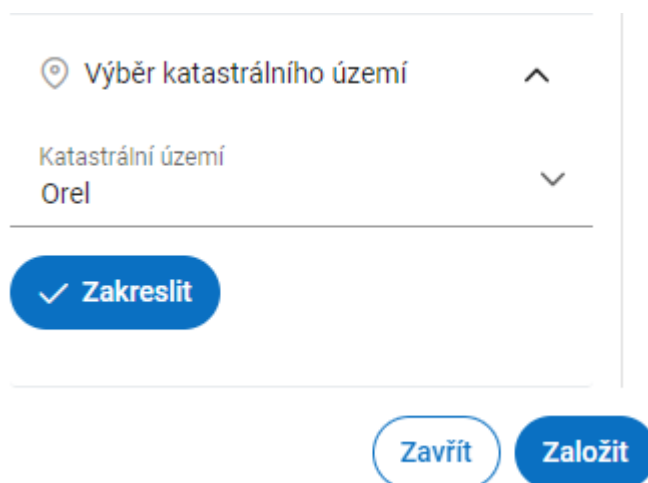 Výběr katastrálního území
Katastrální území
Orel
Zakreslit
Zavřít Založit